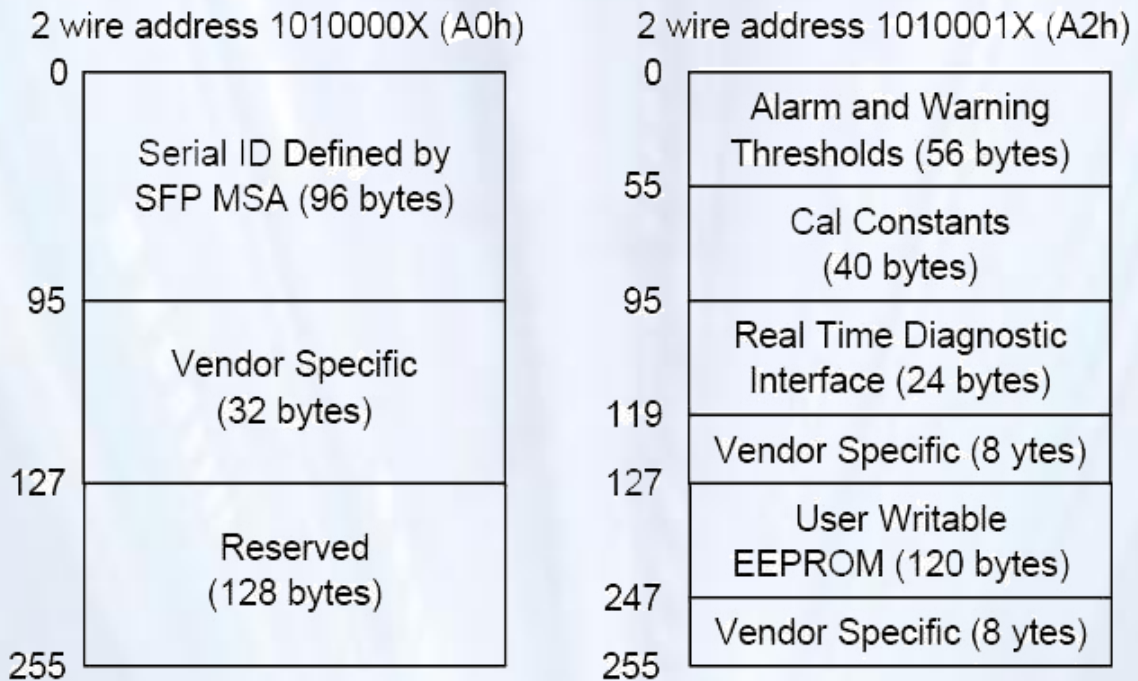 2 wire address 1010000X (A0h)
0
Serial ID Defined by
SFP MSA (96 bytes)
95
Vendor Specific
(32 bytes)
127
Reserved
(128 bytes)
255
2 wire address 1010001X (A2h)
0
Alarm and Warning
Thresholds (56 bytes)
55
Cal Constants
(40 bytes)
95
Real Time Diagnostic
Interface (24 bytes)
119
Vendor Specific (8 ytes)
127
User Writable
EEPROM (120 bytes)
247
Vendor Specific (8 ytes)
255